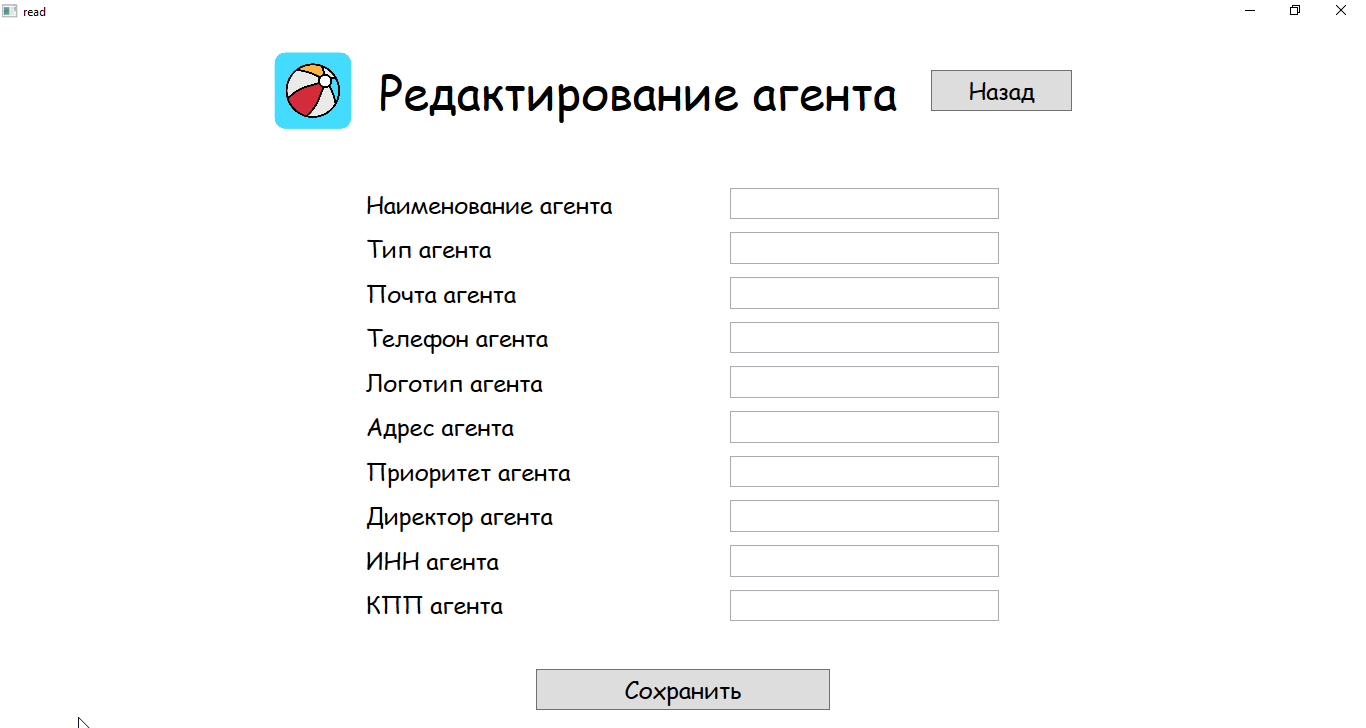 read
Редактирование агента
Назад
Наименование агента
Тип агента
Почта агента
Телефон агента
Логотип агента
Адрес агента
Приоритет агента
Директор агента
ИНН агента
КПП агента
Сохранить